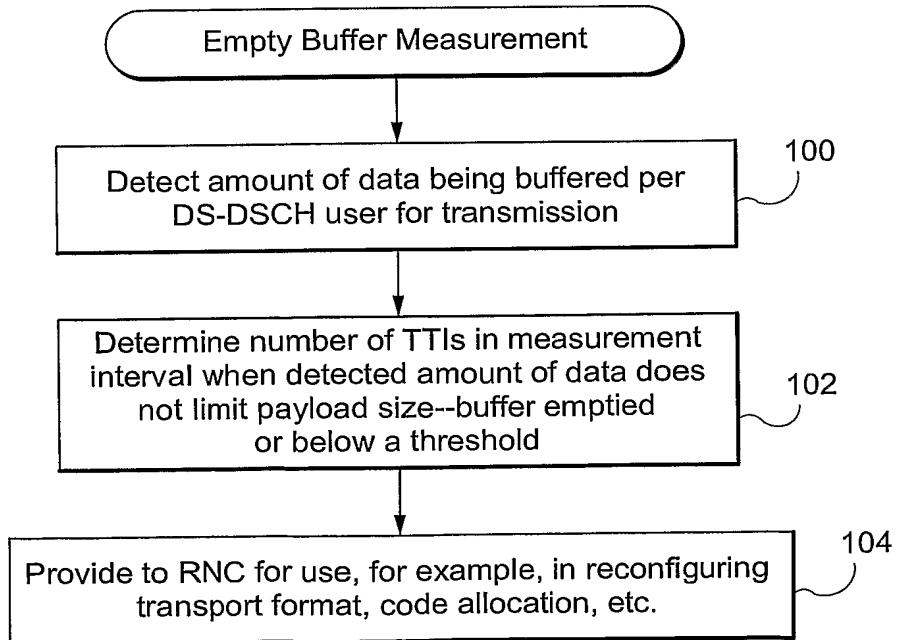 Empty Buffer Measurement
Detect amount of data being buffered per
DS-DSCH user for transmission
100
Determine number of TTIs in measurement
interval when detected amount of data does
not limit payload size--buffer emptied
or below a threshold
102
Provide to RNC for use, for example, in reconfiguring
transport format, code allocation, etc.
104